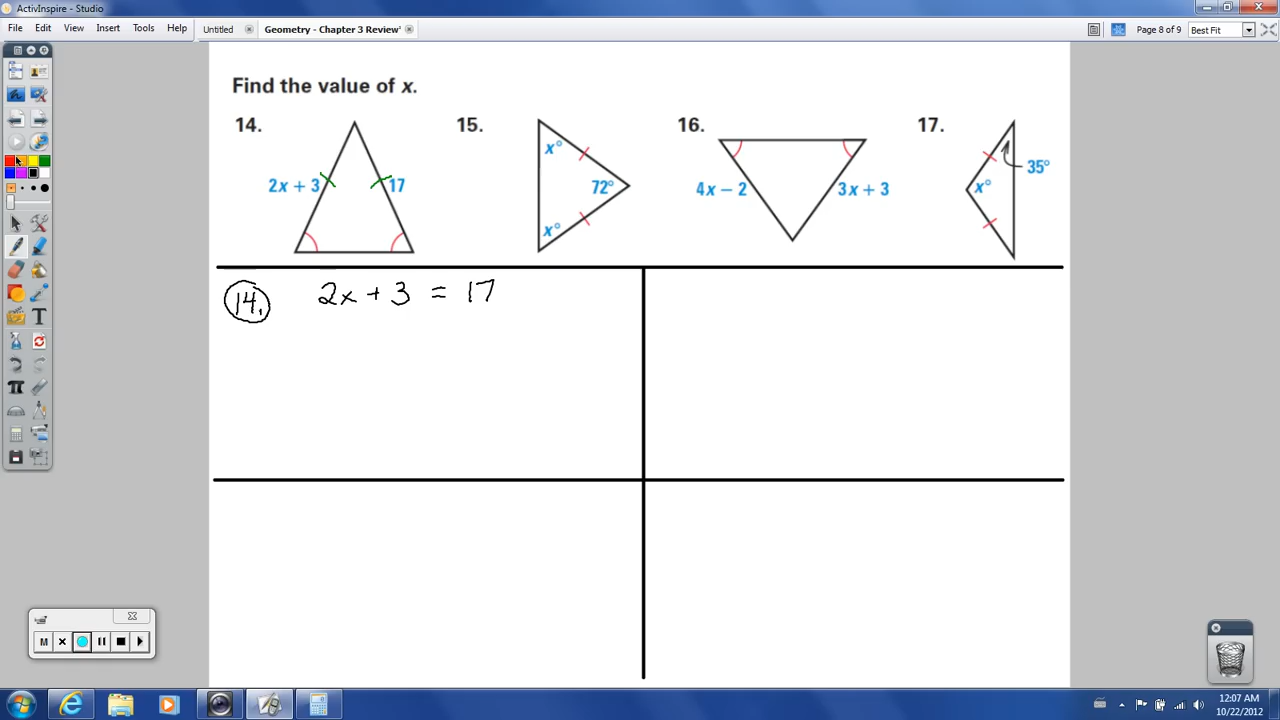 ActivInspire - Studio
File Edit View Insert Tools Help
Untitled
Geometry - Chapter 3 Review*
Page 8 of 9
Best Fit
Find the value of x.
14.
2x + 3
17
15.
x°
72°
x°
16.
4x − 2
3x + 3
17.
x°
35°
14. 2x + 3 = 17
M
12:07 AM
10/22/2012